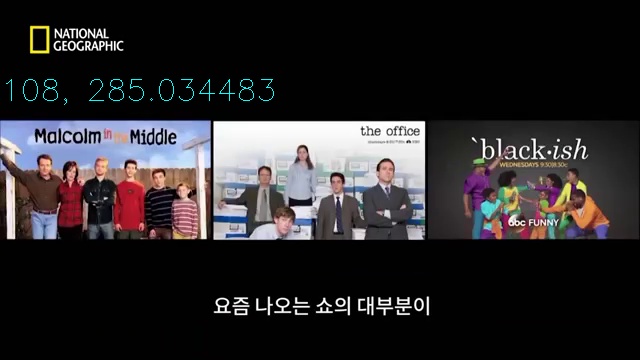 NATIONAL
GEOGRAPHIC
108, 285.034483
Malcolm in the Middle
the office
`black·ish
WEDNESDAYS 9:30|8:30c
abc FUNNY
요즘 나오는 쇼의 대부분이